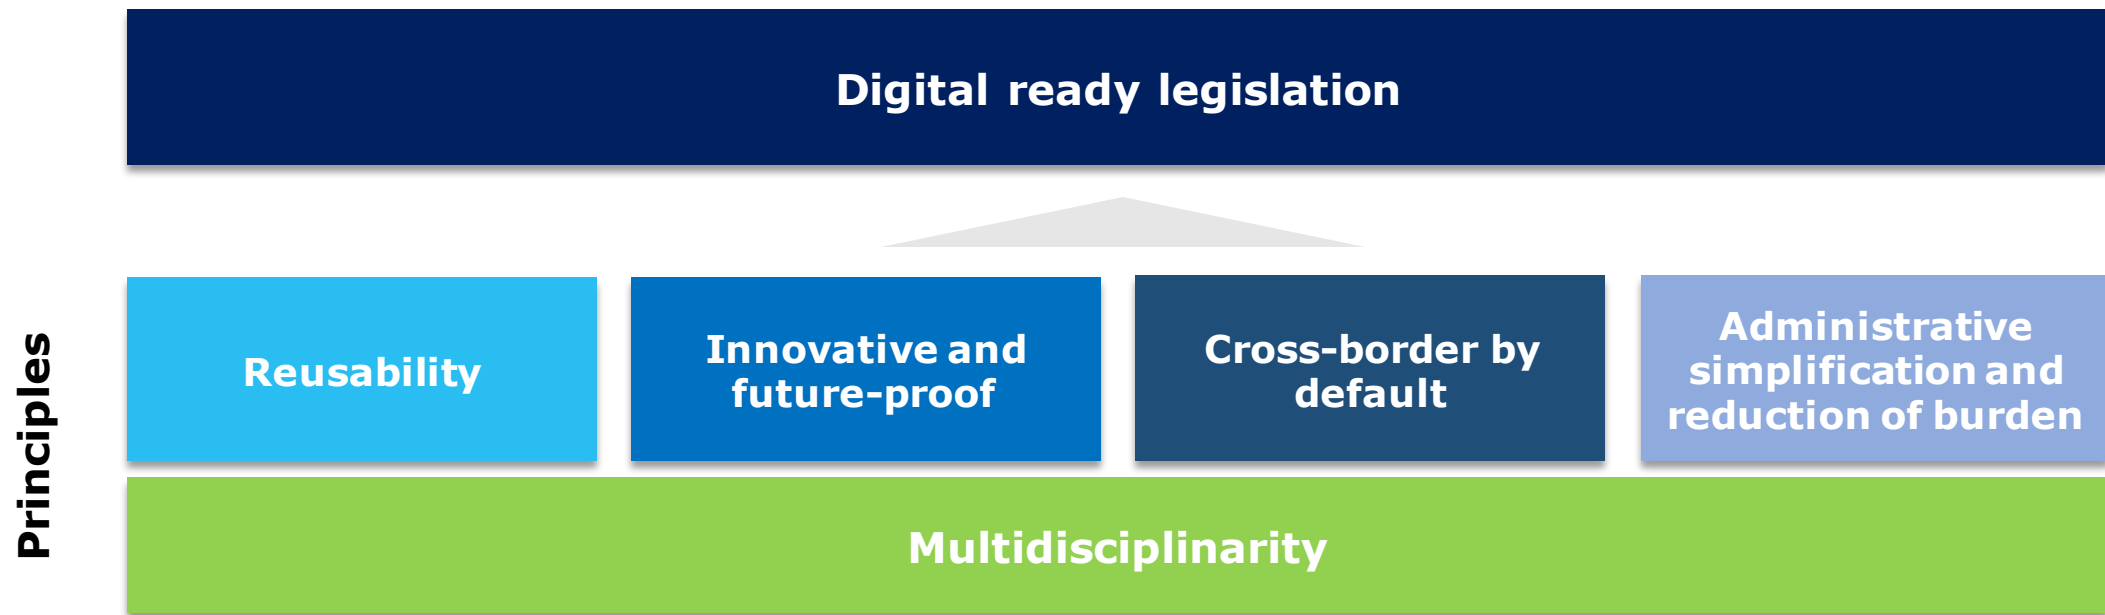 Digital ready legislation
Principles
Reusability
Innovative and
future-proof
Cross-border by
default
Administrative
simplification and
reduction of burden
Multidisciplinarity